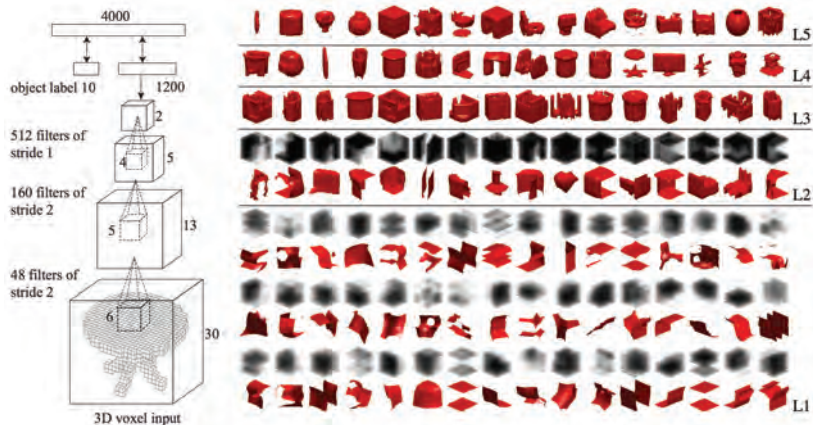 4000
object label 10
1200
2
512 filters of
stride 1
4
5
160 filters of
stride 2
5
13
48 filters of
stride 2
6
30
3D voxel input
L5
L4
L3
L2
L1